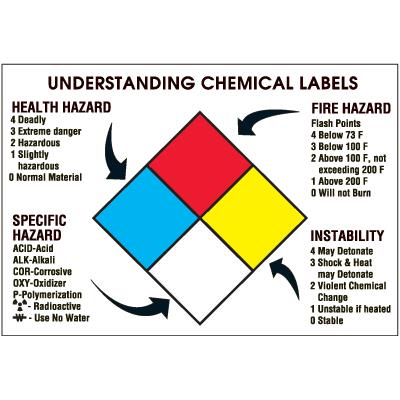 UNDERSTANDING CHEMICAL LABELS
HEALTH HAZARD
4 Deadly
3 Extreme danger
2 Hazardous
1 Slightly
hazardous
0 Normal Material
FIRE HAZARD
Flash Points
4 Below 73 F
3 Below 100 F
2 Above 100 F, not
exceeding 200 F
1 Above 200 F
0 Will not Burn
SPECIFIC
HAZARD
ACID-Acid
ALK-Alkali
COR-Corrosive
OXY-Oxidizer
P-Polymerization
- Radioactive
W - Use No Water
INSTABILITY
4 May Detonate
3 Shock & Heat
may Detonate
2 Violent Chemical
Change
1 Unstable if heated
0 Stable